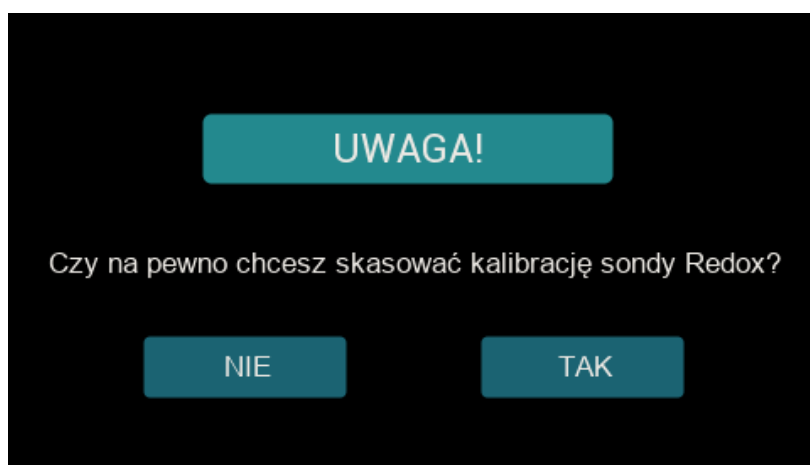 UWAGA!
Czy na pewno chcesz skasować kalibrację sondy Redox?
NIE
TAK